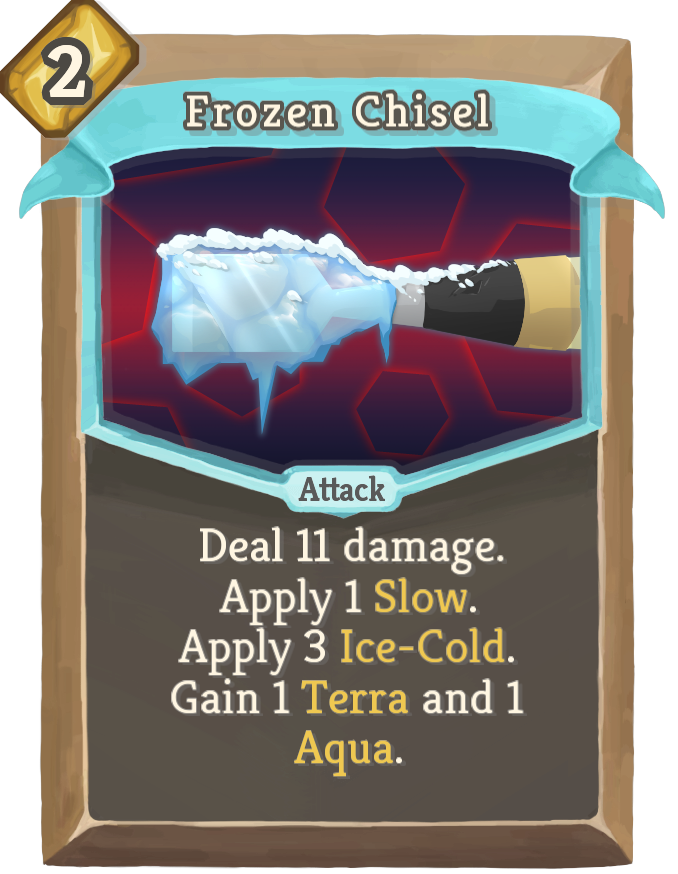 2
Frozen Chisel
Attack
Deal 11 damage.
Apply 1 Slow.
Apply 3 Ice-Cold.
Gain 1 Terra and 1
Aqua.